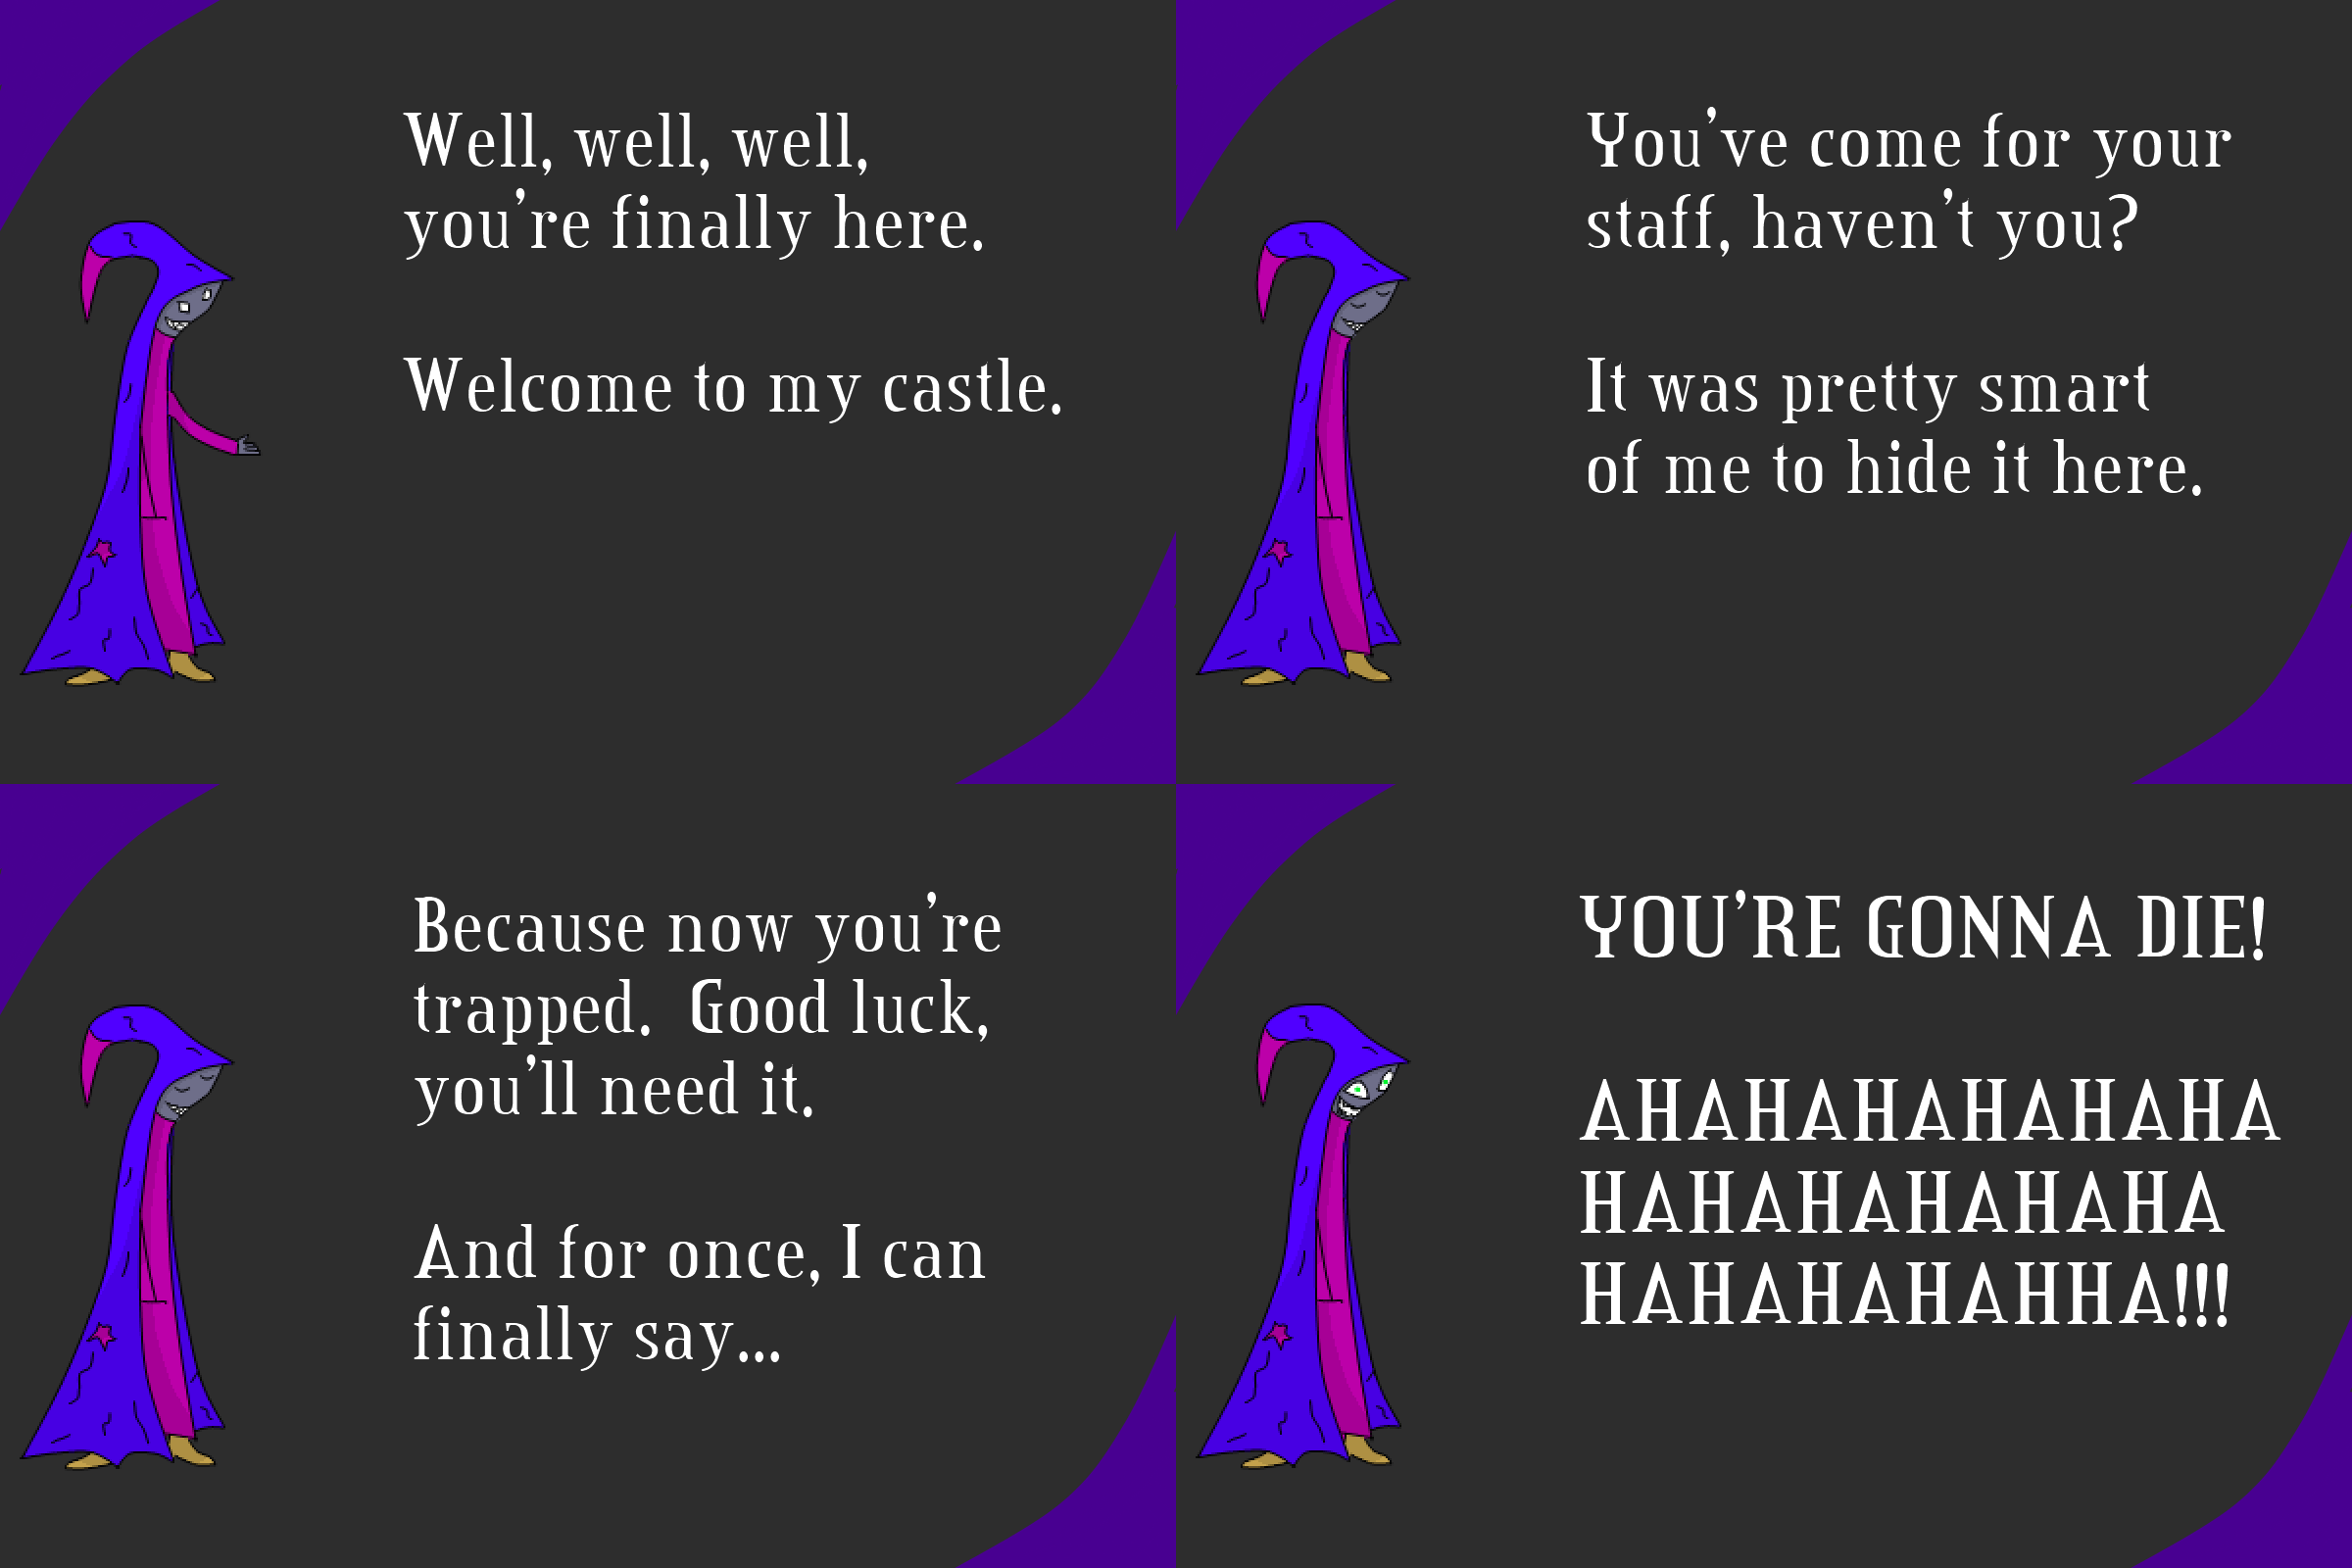 Well, well, well,
you're finally here.
Welcome to my castle.
You've come for your
staff, haven't you?
It was pretty smart
of me to hide it here.
Because now you're
trapped.  Good luck,
you'll need it.
And for once, I can
finally say...
YOU'RE GONNA DIE!
AHAHAHAHAHAHA
HAHAHAHAHAHA
HAHAHAHAHHA!!!